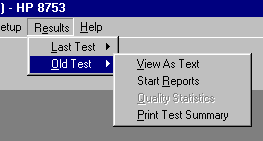 ) - HP 8753
etup Results Help
Last Test
Old Test
View As Text
Start Reports
Quality Statistics
Print Test Summary